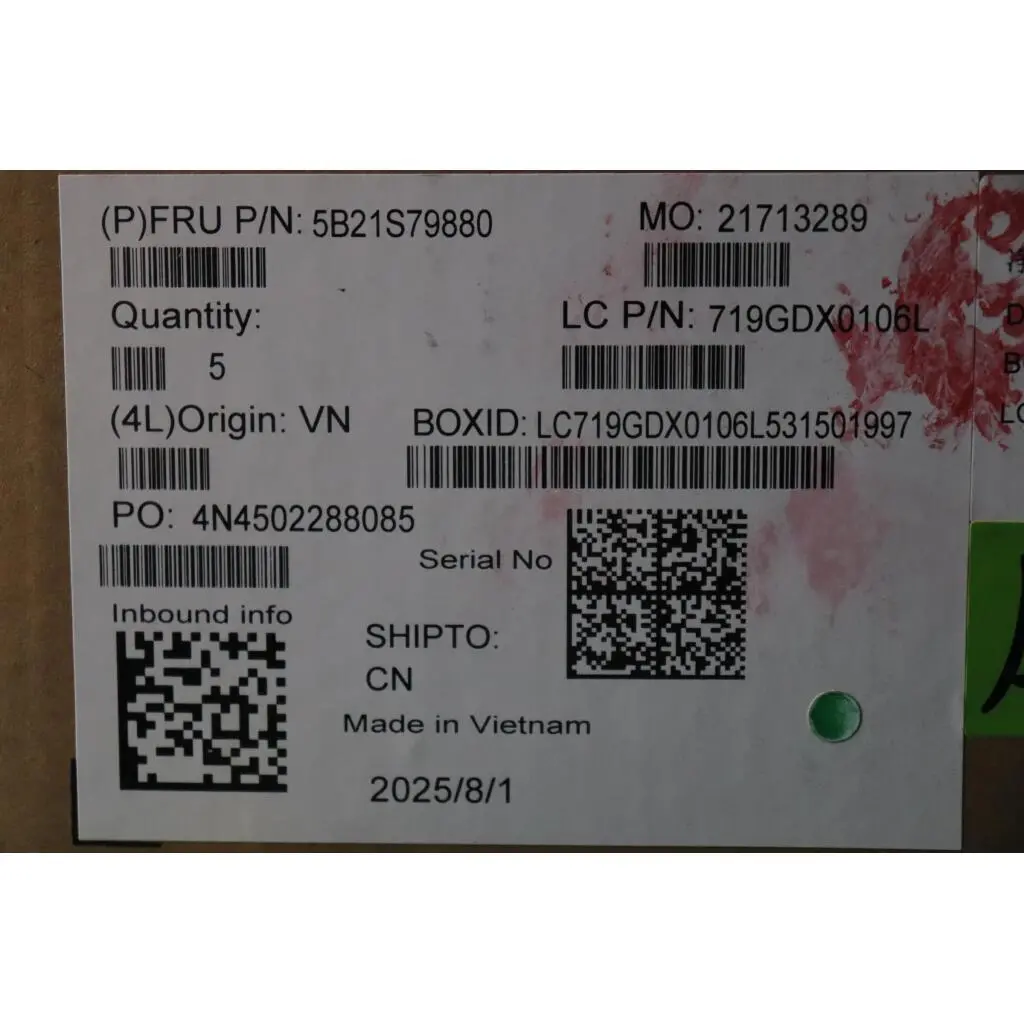 (P)FRU P/N: 5B21S79880
MO: 21713289
Quantity:
5
LC P/N: 719GDX0106L
(4L)Origin: VN
BOXID: LC719GDX0106L531501997
PO: 4N4502288085
Serial No
Inbound info
SHIPTO:
CN
Made in Vietnam
2025/8/1